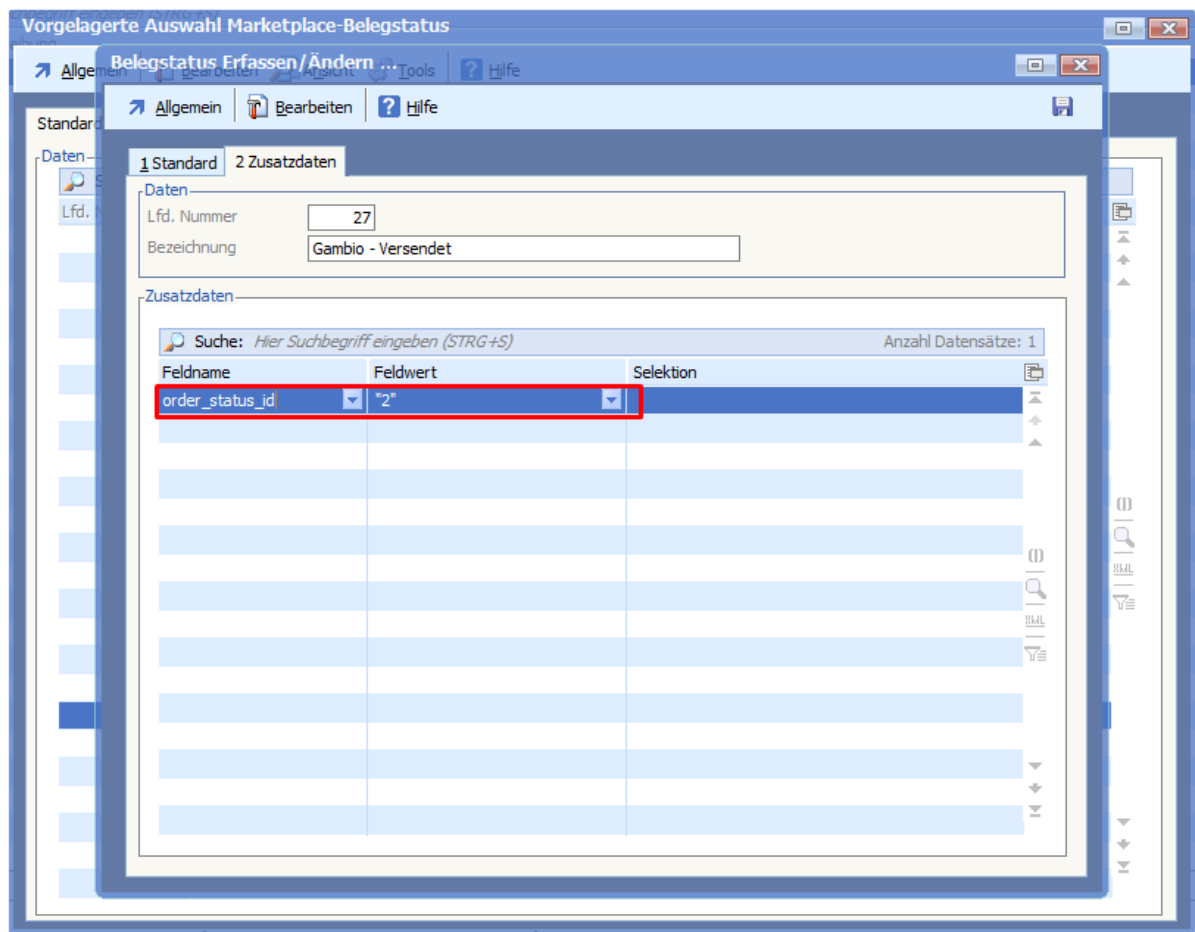 Vorgelagerte Auswahl Marketplace-Belegstatus
Belegstatus Erfassen/Ändern ...
Allgemein Bearbeiten Ansicht Tools Hilfe
Allgemein Bearbeiten Hilfe
Standard
1 Standard 2 Zusatzdaten
Daten
Daten
Lfd.
Lfd. Nummer 27
Bezeichnung Gambio - Versendet
Zusatzdaten
Suche: Hier Suchbegriff eingeben (STRG+S) Anzahl Datensätze: 1
Feldname Feldwert Selektion
order_status_id "2"
XML
XML